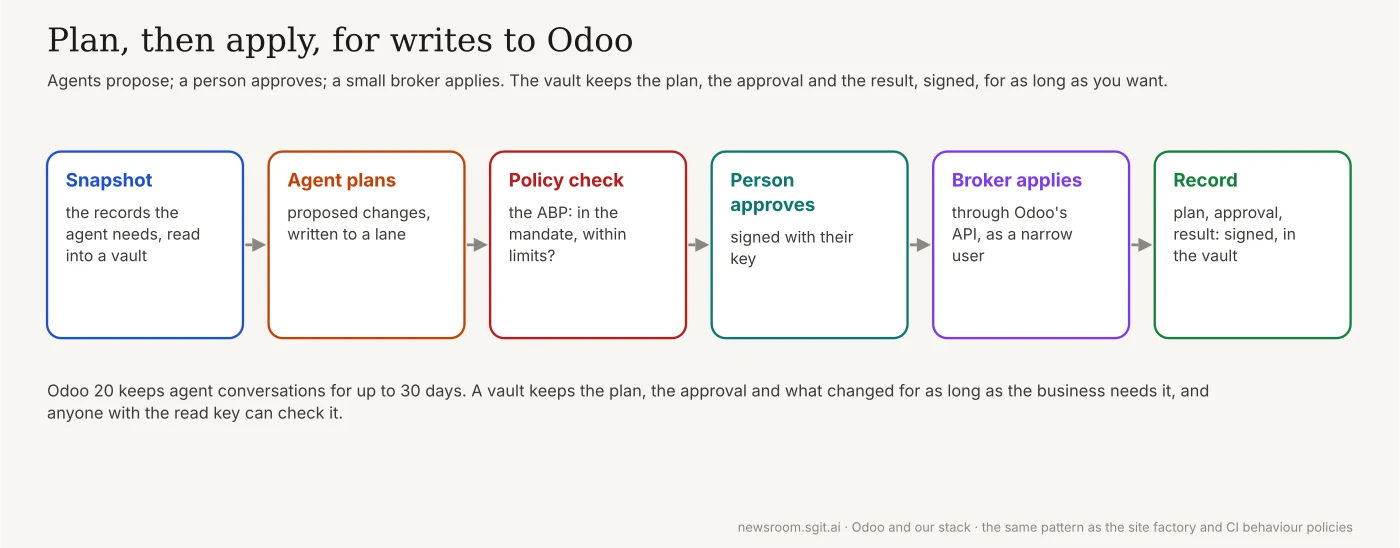 Plan, then apply, for writes to Odoo
Agents propose; a person approves; a small broker applies. The vault keeps the plan, the approval and the result, signed, for as long as you want.
Snapshot
the records the
agent needs, read
into a vault
Agent plans
proposed changes,
written to a lane
Policy check
the ABP: in the
mandate, within
limits?
Person
approves
signed with their
key
Broker applies
through Odoo's
API, as a narrow
user
Record
plan, approval,
result: signed, in
the vault
Odoo 20 keeps agent conversations for up to 30 days. A vault keeps the plan, the approval and what changed for as long as the business needs it, and
anyone with the read key can check it.
newsroom.sgit.ai · Odoo and our stack · the same pattern as the site factory and CI behaviour policies